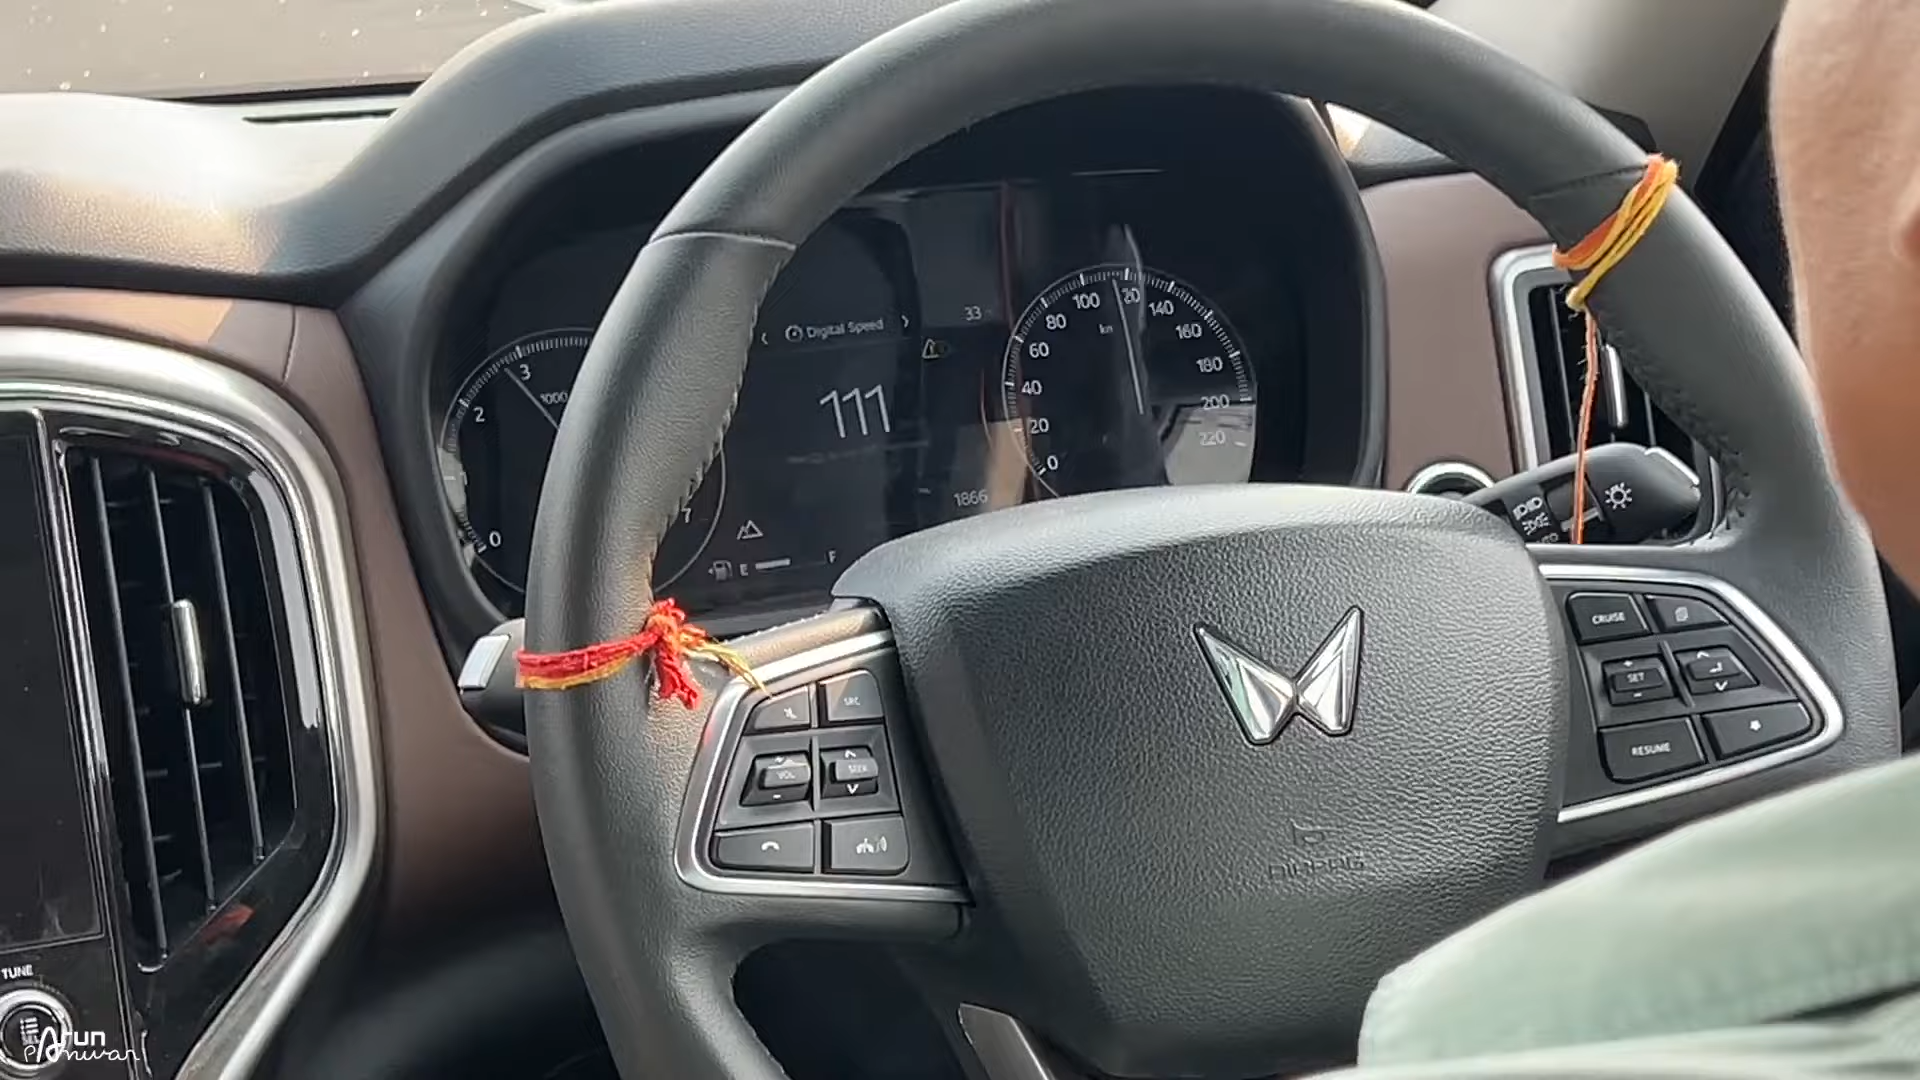 Digital Speed
111
33
1866
0
2
3
1000
7
E F
0
20
40
60
80
100
120
140
160
180
200
220
km
AUTO
CRUISE
SET
RESUME
SRC
VOL
SEEK
AIRBAG
TUNE
Arun
Panwar